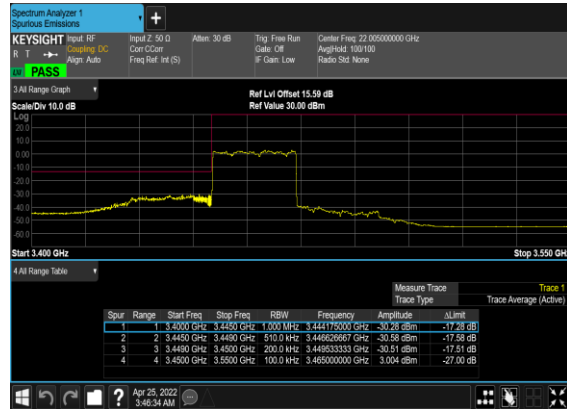 Spectrum Analyzer 1
Spurious Emissions
KEYSIGHT Input: RF Input Z: 50 Ω Atten: 30 dB Trig: Free Run Center Freq: 22.005000000 GHz
R T Coupling: DC Corr CCorr Gate: Off Avg|Hold: 100/100
Align: Auto Freq Ref: Int (S) IF Gain: Low Radio Std: None
PASS
3 All Range Graph
Ref Lvl Offset 15.59 dB
Scale/Div 10.0 dB Ref Value 30.00 dBm
Log
20.0
10.0
0.00
-10.0
-20.0
-30.0
-40.0
-50.0
-60.0
Start 3.400 GHz Stop 3.550 GHz
4 All Range Table
Measure Trace Trace 1
Trace Type Trace Average (Active)
Spur Range Start Freq Stop Freq RBW Frequency Amplitude ΔLimit
1 1 3.4000 GHz 3.4450 GHz 1.000 MHz 3.444175000 GHz -30.28 dBm -17.28 dB
2 2 3.4450 GHz 3.4490 GHz 510.0 kHz 3.446626667 GHz -30.58 dBm -17.58 dB
3 3 3.4490 GHz 3.4500 GHz 200.0 kHz 3.449533333 GHz -30.51 dBm -17.51 dB
4 4 3.4500 GHz 3.5500 GHz 100.0 kHz 3.465000000 GHz 3.004 dBm -27.00 dB
? Apr 25, 2022
3:46:34 AM